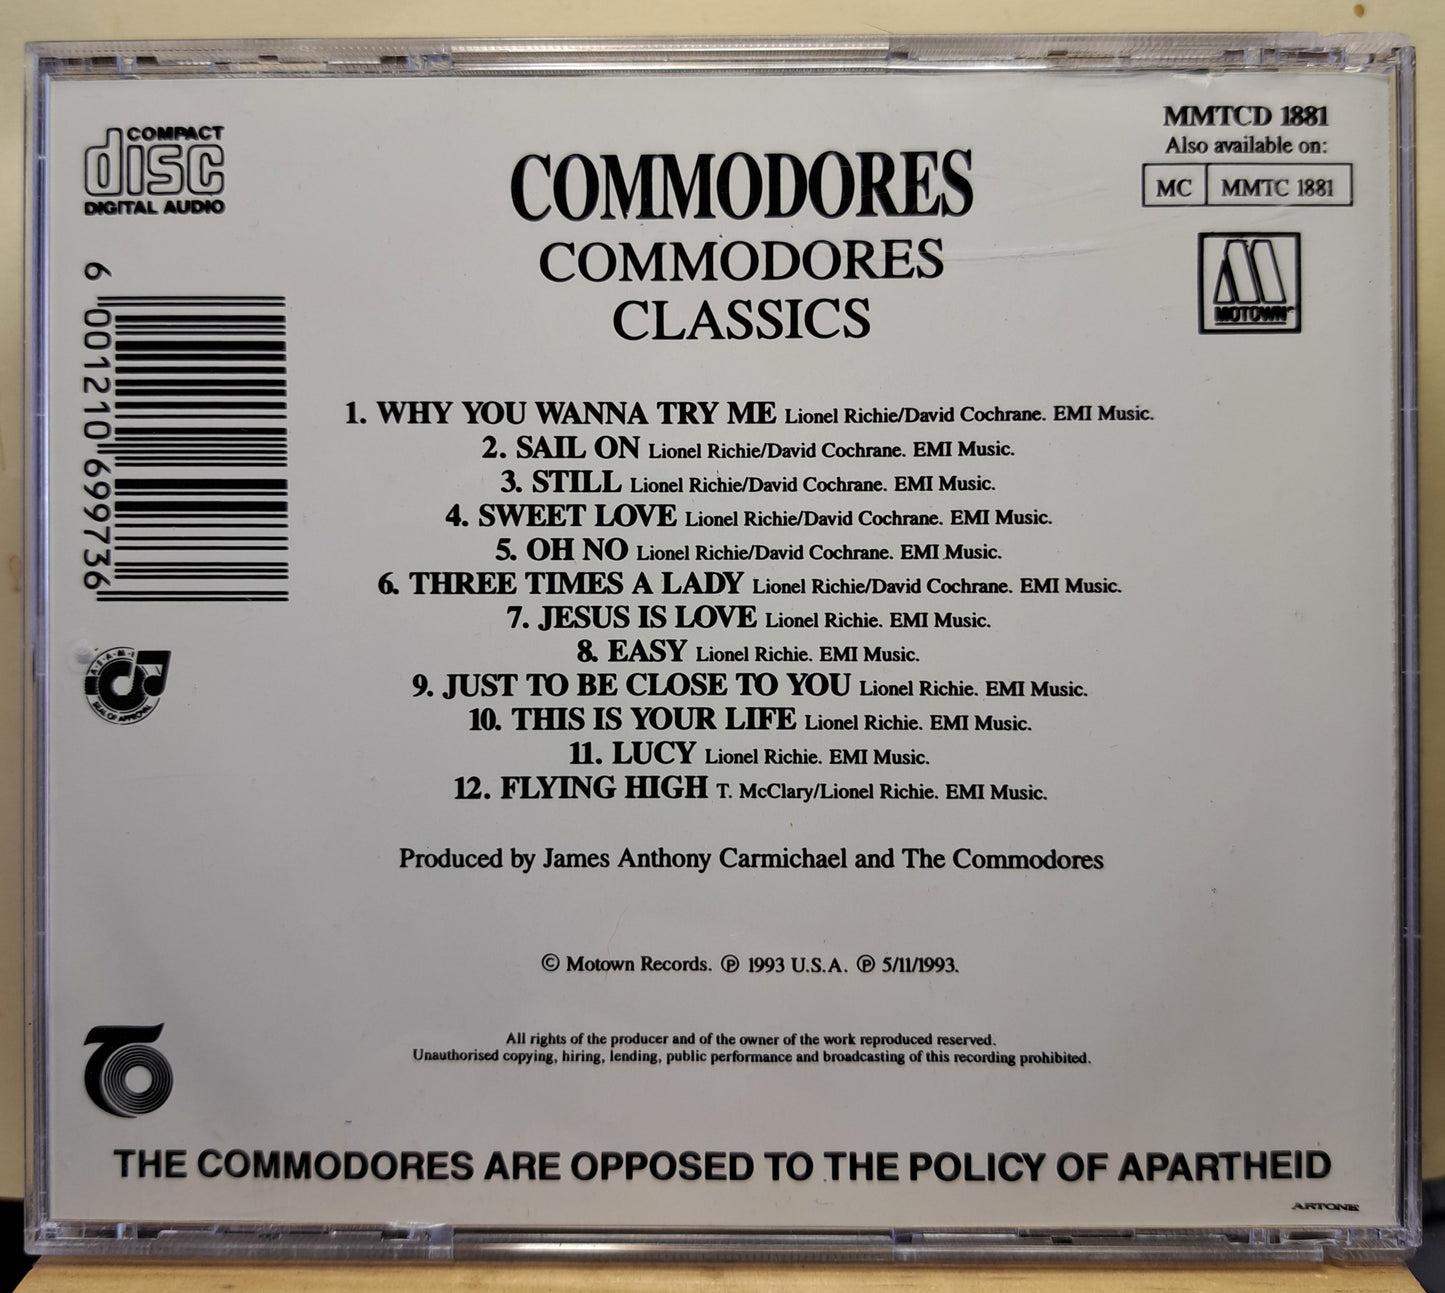 COMPACT
disc
DIGITAL AUDIO
MMTCD 1881
Also available on:
MC MMTC 1881
MOTOWN
COMMODORES
COMMODORES
CLASSICS
6 001210 699736
1. WHY YOU WANNA TRY ME Lionel Richie/David Cochrane. EMI Music.
2. SAIL ON Lionel Richie/David Cochrane. EMI Music.
3. STILL Lionel Richie/David Cochrane. EMI Music.
4. SWEET LOVE Lionel Richie/David Cochrane. EMI Music.
5. OH NO Lionel Richie/David Cochrane. EMI Music.
6. THREE TIMES A LADY Lionel Richie/David Cochrane. EMI Music.
7. JESUS IS LOVE Lionel Richie. EMI Music.
8. EASY Lionel Richie. EMI Music.
9. JUST TO BE CLOSE TO YOU Lionel Richie. EMI Music.
10. THIS IS YOUR LIFE Lionel Richie. EMI Music.
11. LUCY Lionel Richie. EMI Music.
12. FLYING HIGH T. McClary/Lionel Richie. EMI Music.
SEAL OF APPROVAL
Produced by James Anthony Carmichael and The Commodores
© Motown Records. ℗ 1993 U.S.A. ℗ 5/11/1993.
All rights of the producer and of the owner of the work reproduced reserved.
Unauthorised copying, hiring, lending, public performance and broadcasting of this recording prohibited.
THE COMMODORES ARE OPPOSED TO THE POLICY OF APARTHEID
ARTONE